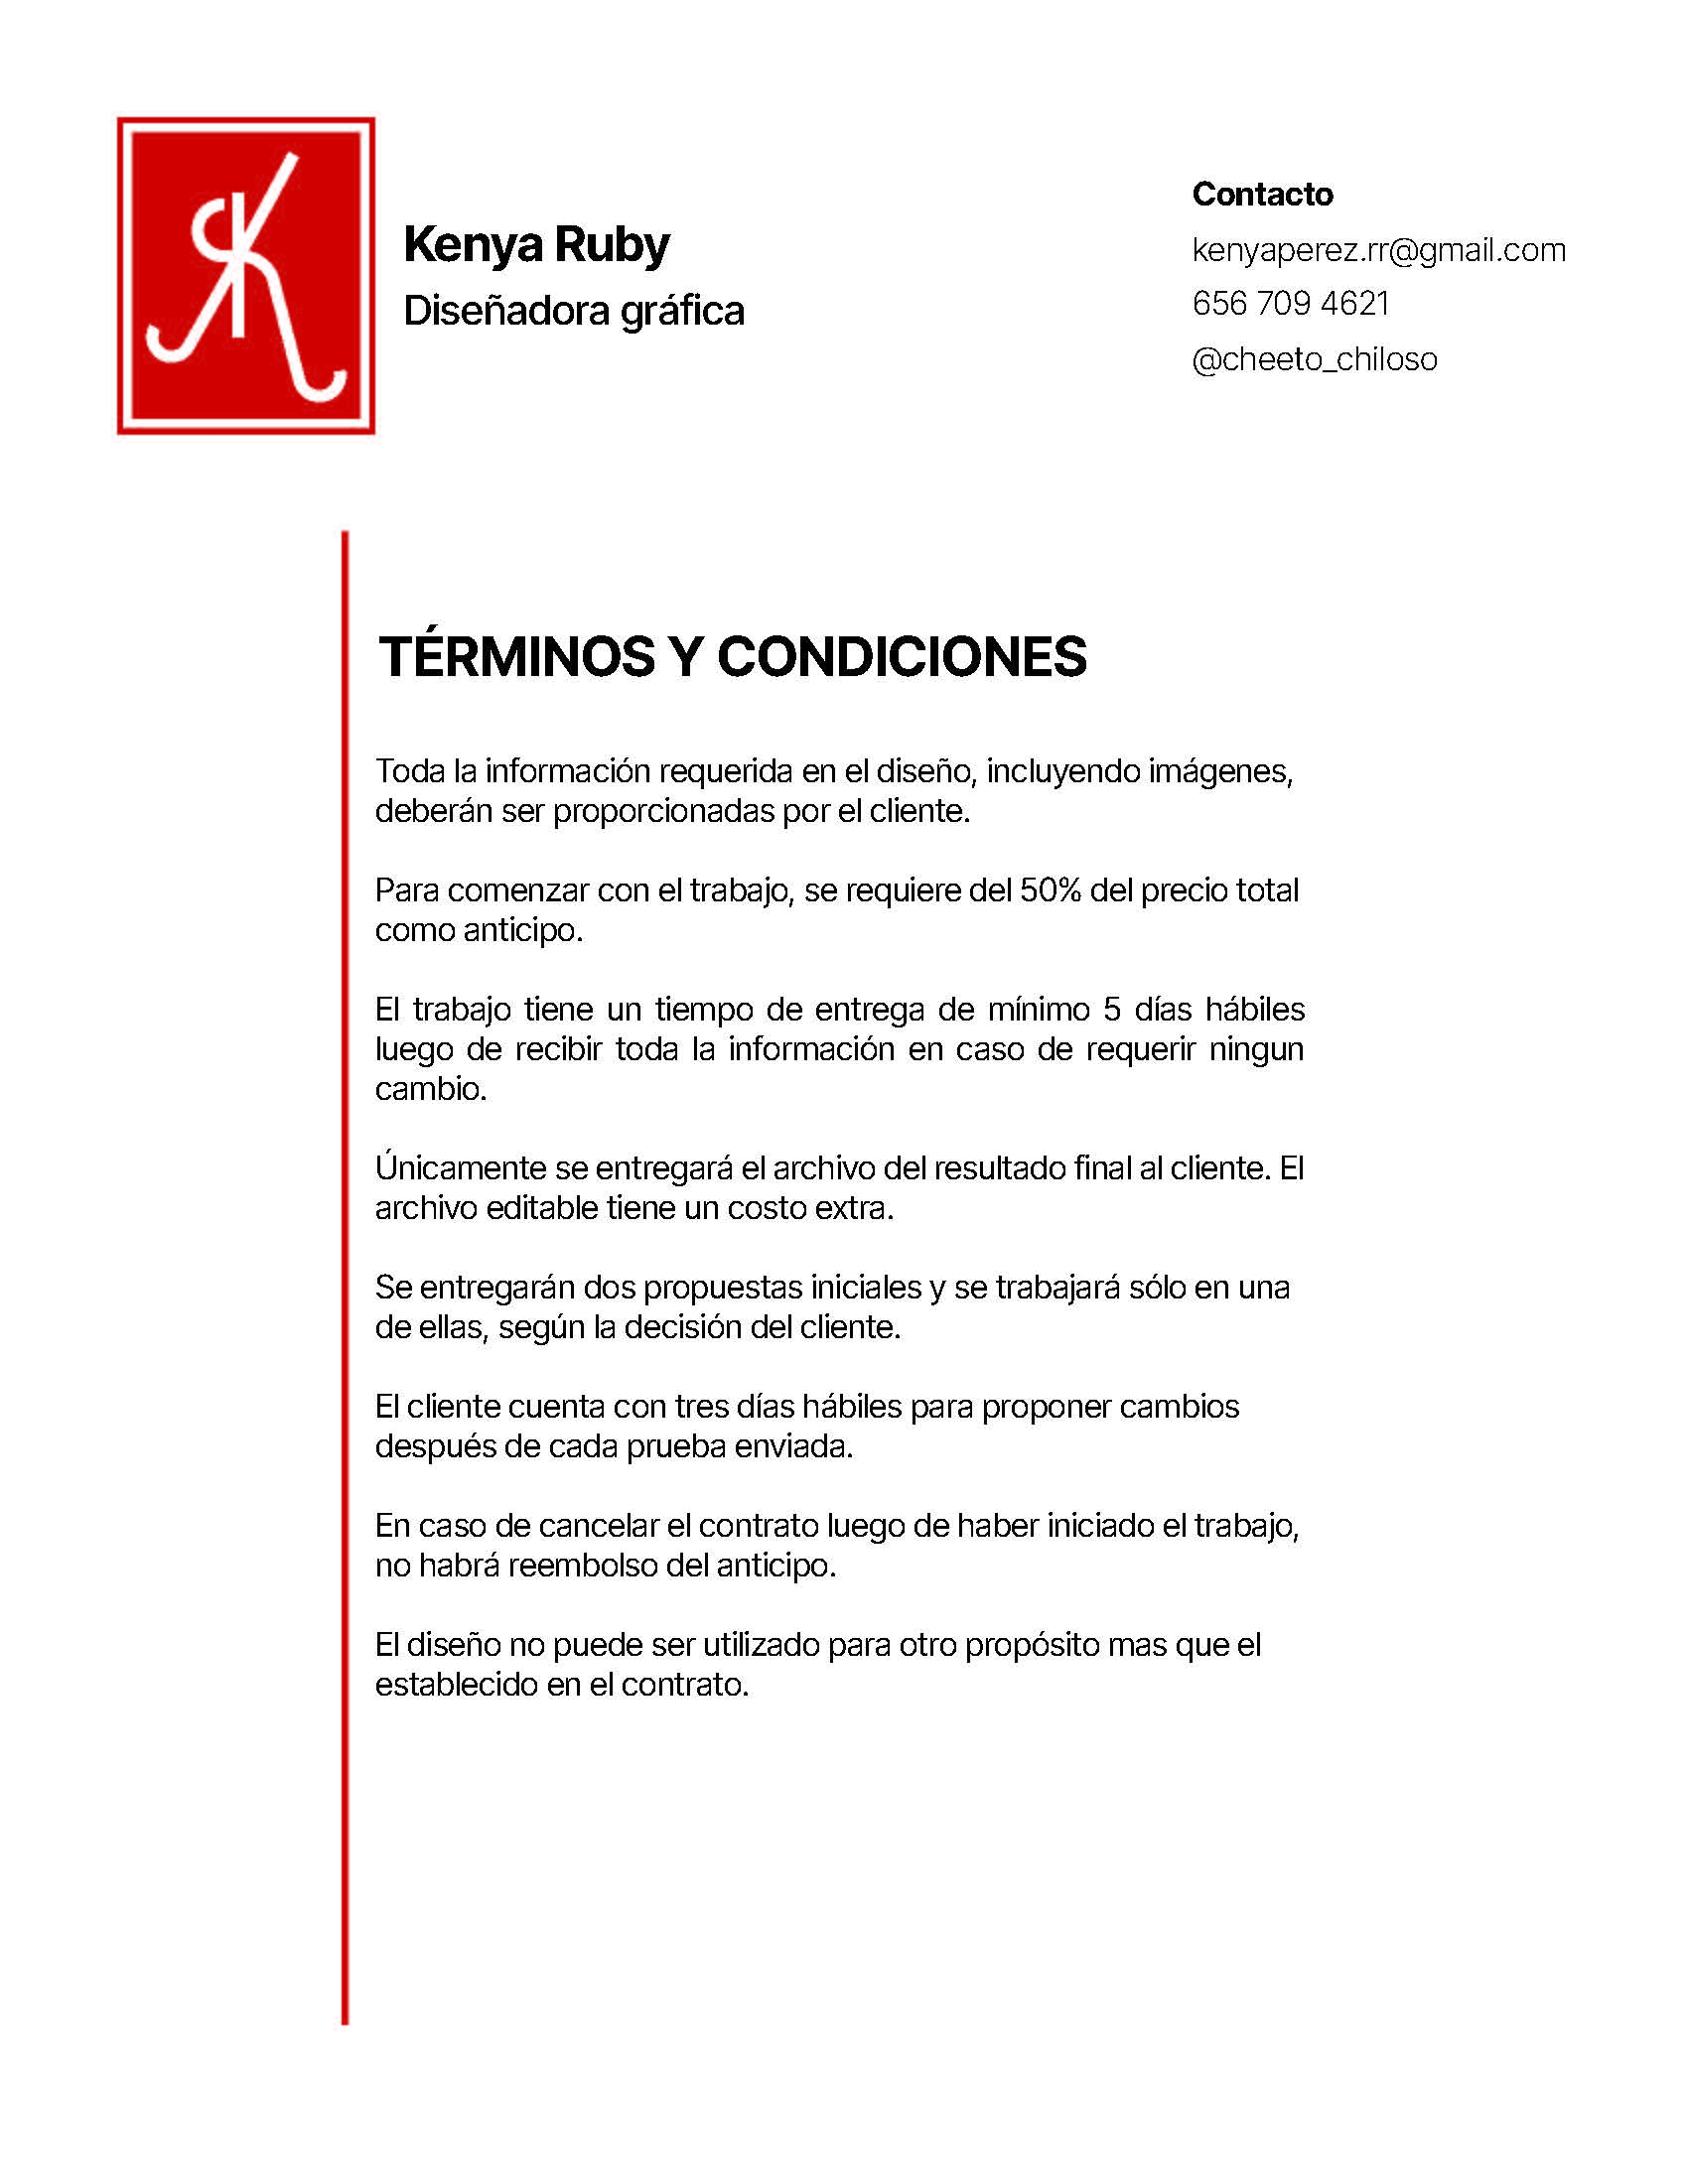 Kenya Ruby
Diseñadora gráfica
Contacto
kenyaperez.rr@gmail.com
656 709 4621
@cheeto_chiloso
TÉRMINOS Y CONDICIONES
Toda la información requerida en el diseño, incluyendo imágenes,
deberán ser proporcionadas por el cliente.
Para comenzar con el trabajo, se requiere del 50% del precio total
como anticipo.
El trabajo tiene un tiempo de entrega de mínimo 5 días hábiles
luego de recibir toda la información en caso de requerir ningun
cambio.
Únicamente se entregará el archivo del resultado final al cliente. El
archivo editable tiene un costo extra.
Se entregarán dos propuestas iniciales y se trabajará sólo en una
de ellas, según la decisión del cliente.
El cliente cuenta con tres días hábiles para proponer cambios
después de cada prueba enviada.
En caso de cancelar el contrato luego de haber iniciado el trabajo,
no habrá reembolso del anticipo.
El diseño no puede ser utilizado para otro propósito mas que el
establecido en el contrato.